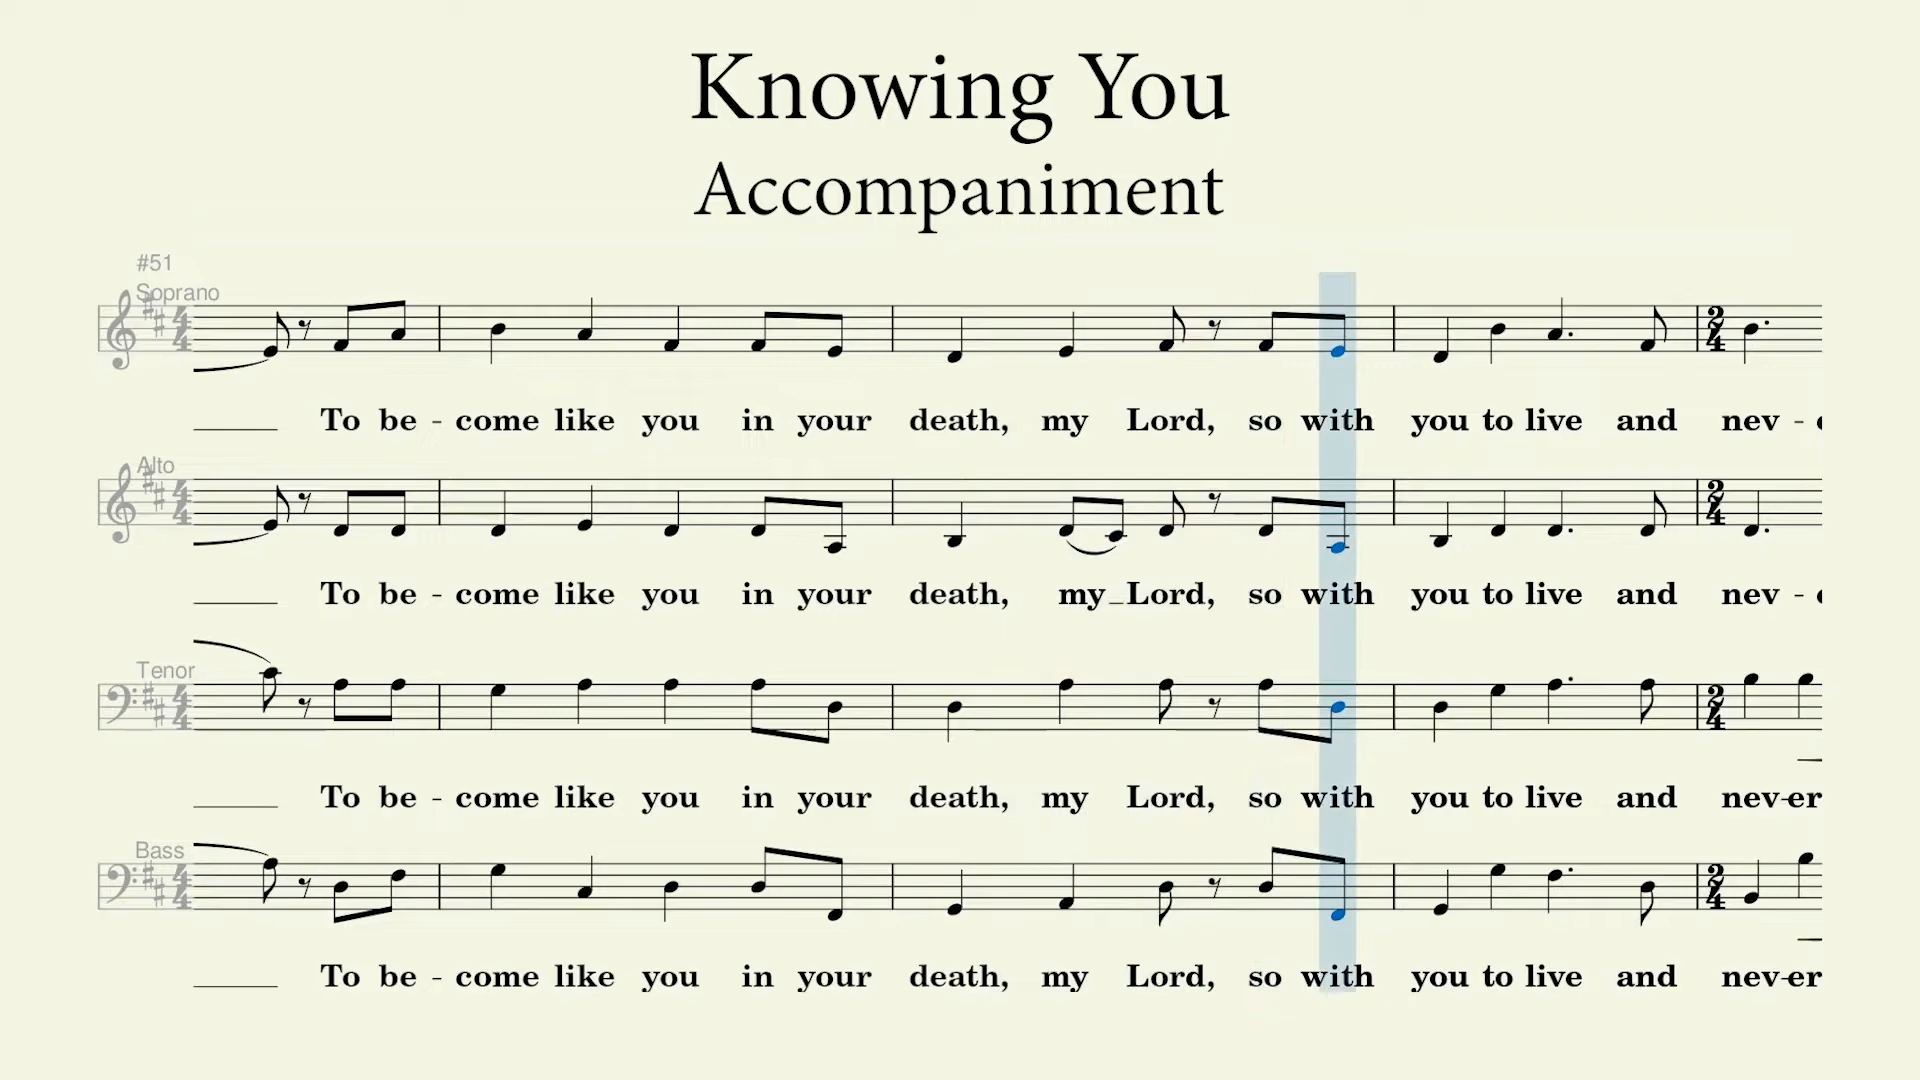 Knowing You
Accompaniment
#51
Soprano
To be - come like you in your death, my Lord, so with you to live and nev -
Alto
To be - come like you in your death, my Lord, so with you to live and nev -
Tenor
To be - come like you in your death, my Lord, so with you to live and nev-er
Bass
To be - come like you in your death, my Lord, so with you to live and nev-er